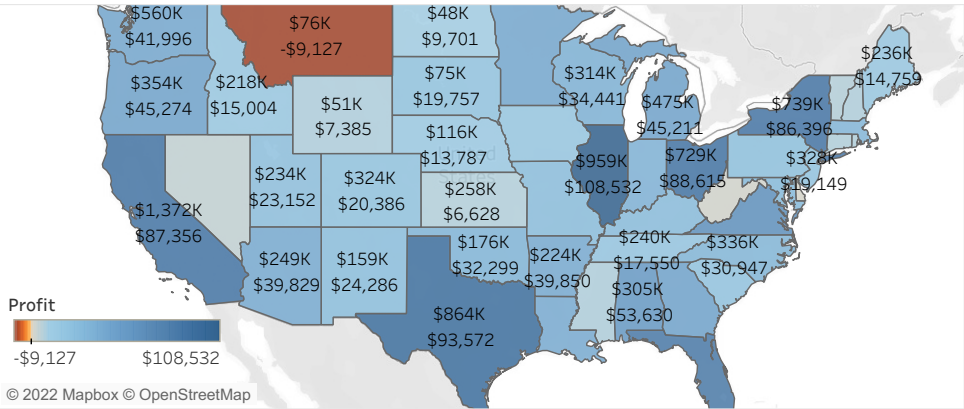 $560K
$41,996
$76K
-$9,127
$48K
$9,701
$236K
$14,759
$354K
$45,274
$218K
$15,004
$51K
$7,385
$75K
$19,757
$314K
$34,441
$475K
$45,211
$739K
$86,396
$116K
$13,787
United
States
$959K
$108,532
$729K
$88,615
$328K
$19,149
$234K
$23,152
$324K
$20,386
$258K
$6,628
$1,372K
$87,356
$249K
$39,829
$159K
$24,286
$176K
$32,299
$224K
$39,850
$240K
$17,550
$336K
$30,947
$305K
$53,630
$864K
$93,572
Profit
-$9,127
$108,532
© 2022 Mapbox © OpenStreetMap